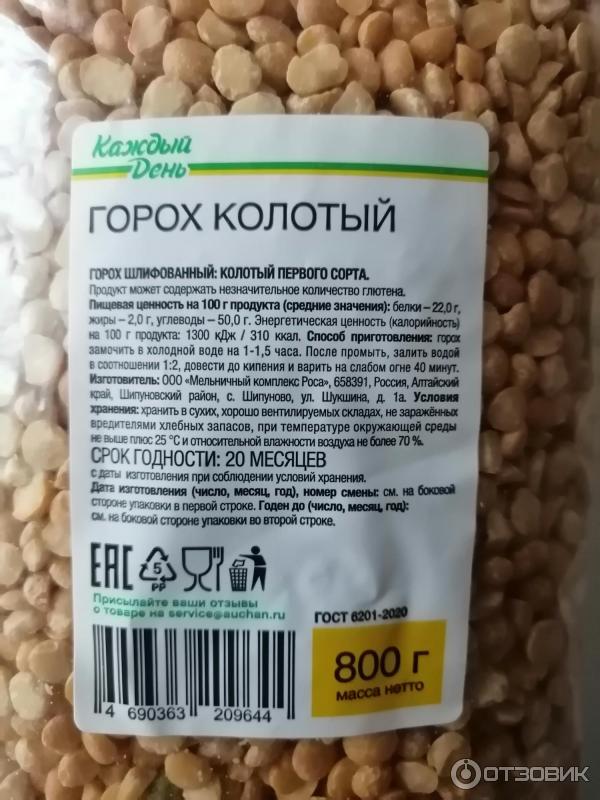 Каждый
День
ГОРОХ КОЛОТЫЙ
ГОРОХ ШЛИФОВАННЫЙ: КОЛОТЫЙ ПЕРВОГО СОРТА.
Продукт может содержать незначительное количество глютена.
Пищевая ценность на 100 г продукта (средние значения): белки – 22,0 г,
жиры – 2,0 г, углеводы – 50,0 г. Энергетическая ценность (калорийность)
на 100 г продукта: 1300 кДж / 310 ккал. Способ приготовления: горох
замочить в холодной воде на 1-1,5 часа. После промыть, залить водой
в соотношении 1:2, довести до кипения и варить на слабом огне 40 минут.
Изготовитель: ООО «Мельничный комплекс Роса», 658391, Россия, Алтайский
край, Шипуновский район, с. Шипуново, ул. Шукшина, д. 1а. Условия
хранения: хранить в сухих, хорошо вентилируемых складах, не заражённых
вредителями хлебных запасов, при температуре окружающей среды
не выше плюс 25 °С и относительной влажности воздуха не более 70 %.
СРОК ГОДНОСТИ: 20 МЕСЯЦЕВ
с даты изготовления при соблюдении условий хранения.
Дата изготовления (число, месяц, год), номер смены: см. на боковой
стороне упаковки в первой строке. Годен до (число, месяц, год):
см. на боковой стороне упаковки во второй строке.
EAC
5
PP
Присылайте ваши отзывы
о товаре на service@auchan.ru
ГОСТ 6201-2020
4 690363 209644
800 г
масса нетто
ОТЗОВИК